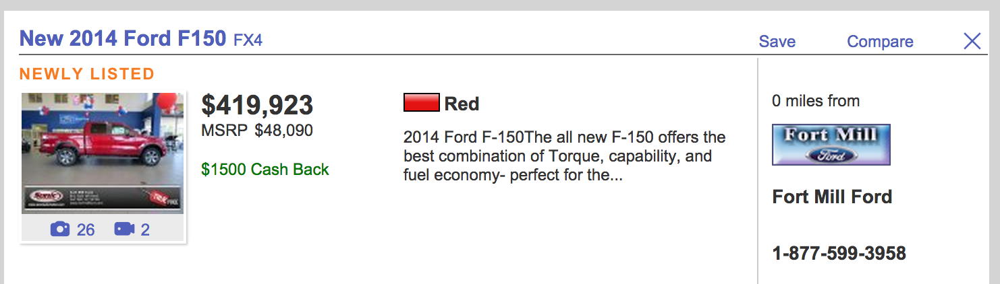 New 2014 Ford F150 FX4
Save
Compare
NEWLY LISTED
$419,923
MSRP $48,090
$1500 Cash Back
26
2
Red
2014 Ford F-150The all new F-150 offers the
best combination of Torque, capability, and
fuel economy- perfect for the...
0 miles from
Fort Mill
Ford
Fort Mill Ford
1-877-599-3958